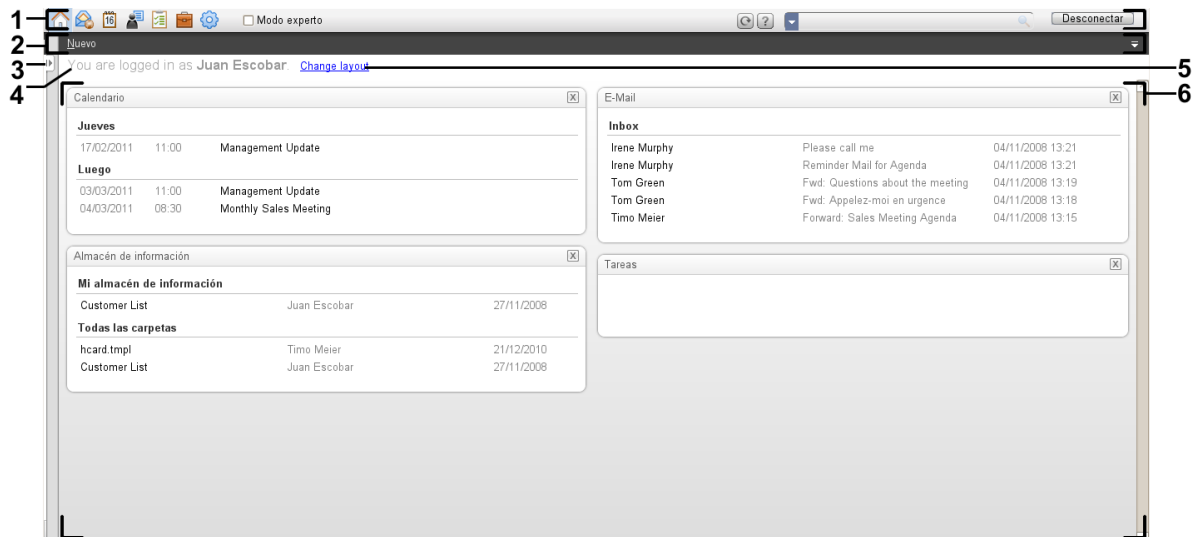 1
16
Modo experto
?
Desconectar
2
Nuevo
3
You are logged in as Juan Escobar. Change layout
5
4
6
Calendario X
Jueves
17/02/2011 11:00 Management Update
Luego
03/03/2011 11:00 Management Update
04/03/2011 08:30 Monthly Sales Meeting
E-Mail X
Inbox
Irene Murphy Please call me 04/11/2008 13:21
Irene Murphy Reminder Mail for Agenda 04/11/2008 13:21
Tom Green Fwd: Questions about the meeting 04/11/2008 13:19
Tom Green Fwd: Appelez-moi en urgence 04/11/2008 13:18
Timo Meier Forward: Sales Meeting Agenda 04/11/2008 13:15
Almacén de información X
Mi almacén de información
Customer List Juan Escobar 27/11/2008
Todas las carpetas
hcard.tmpl Timo Meier 21/12/2010
Customer List Juan Escobar 27/11/2008
Tareas X